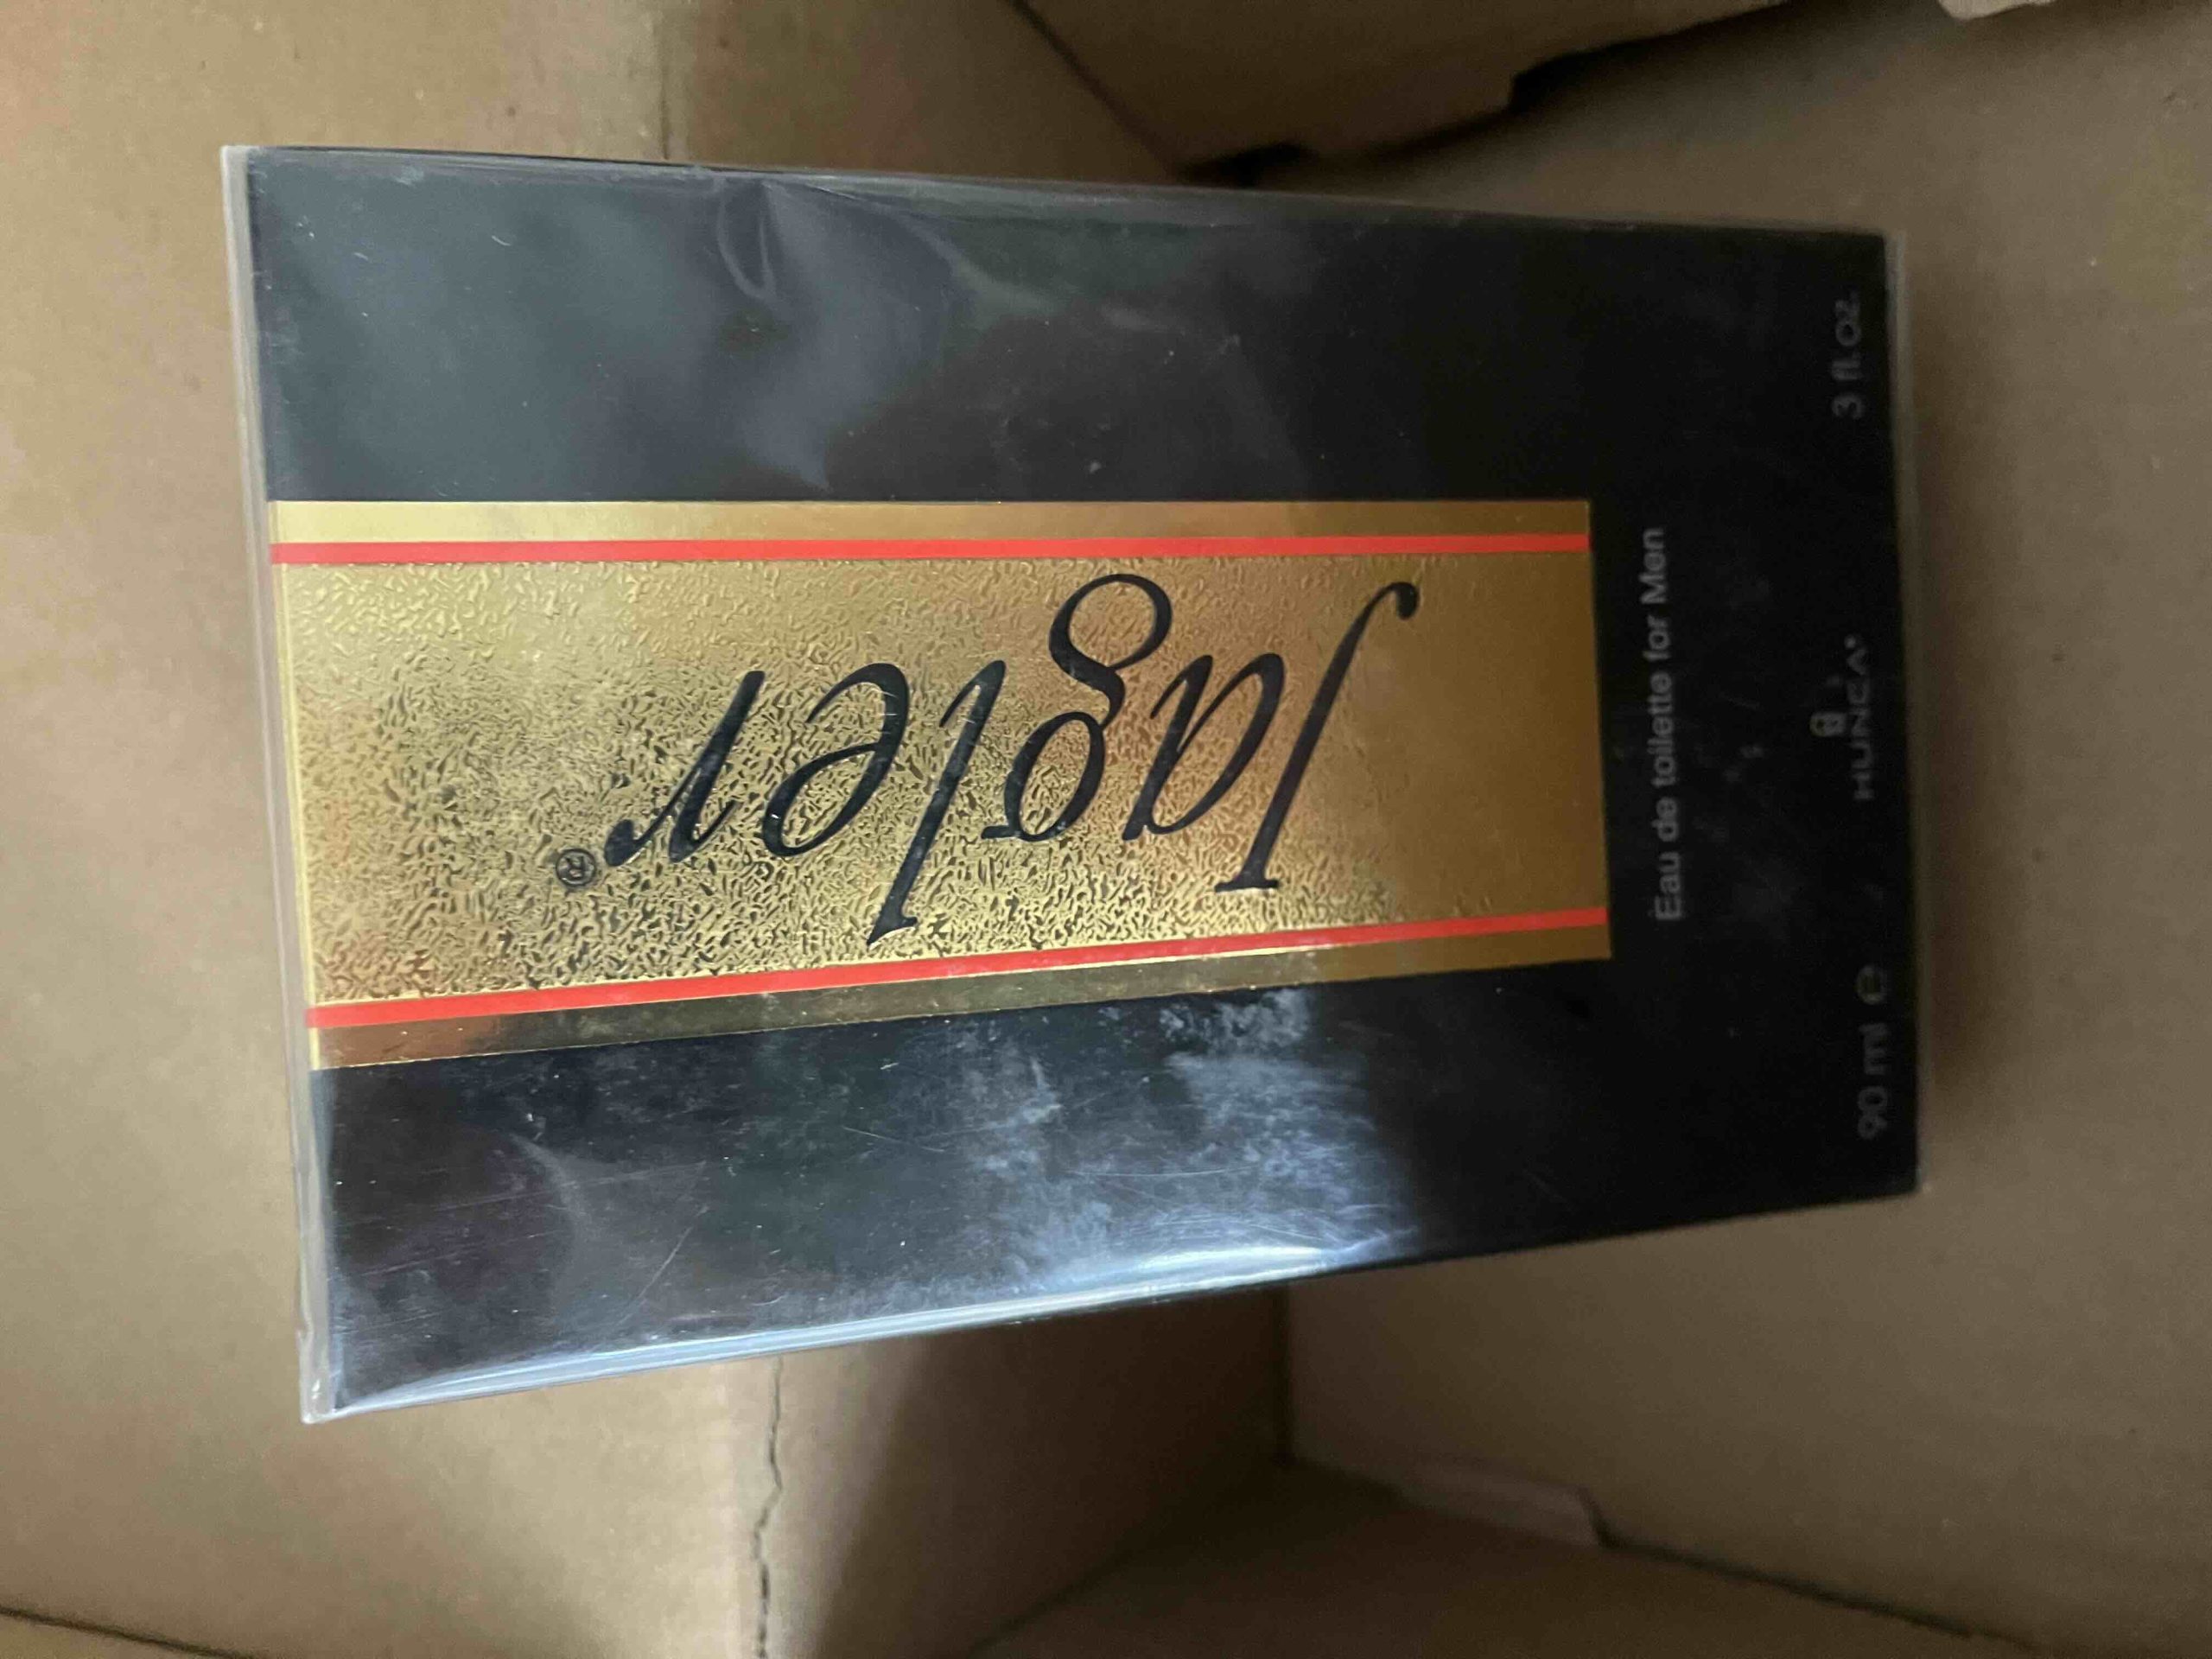 Jagler®
Eau de toilette for Men
HUNCA®
90 ml e 3 fl.oz.